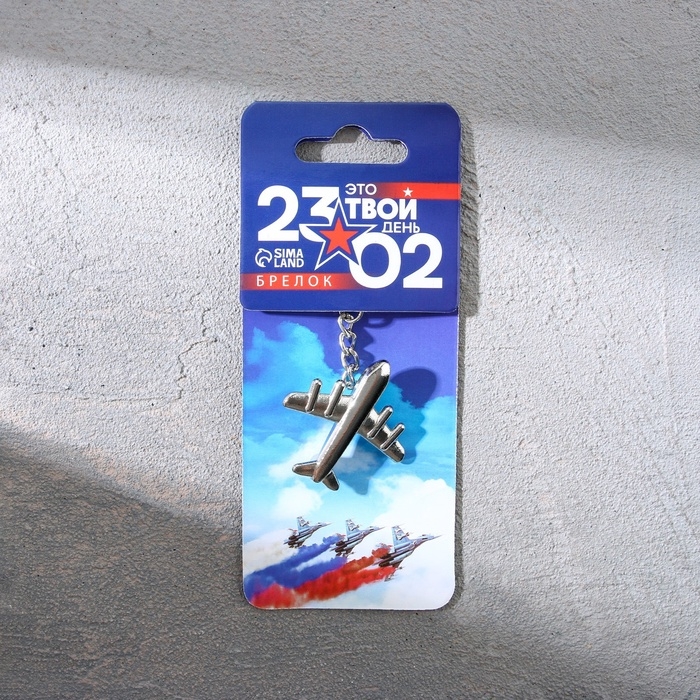 23 ЭТО
ТВОЙ
ДЕНЬ
02
SIMA
LAND
БРЕЛОК